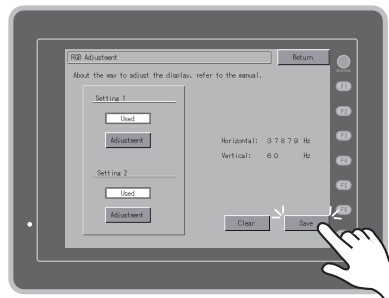 RGB Adjustment
Return
About the way to adjust the display, refer to the manual.
SYSTEM
Setting 1
Used
Adjustment
Horizontal: 37879 Hz
Vertical: 60 Hz
Setting 2
Used
Adjustment
Clear
Save
F1
F2
F3
F4
F5
F6